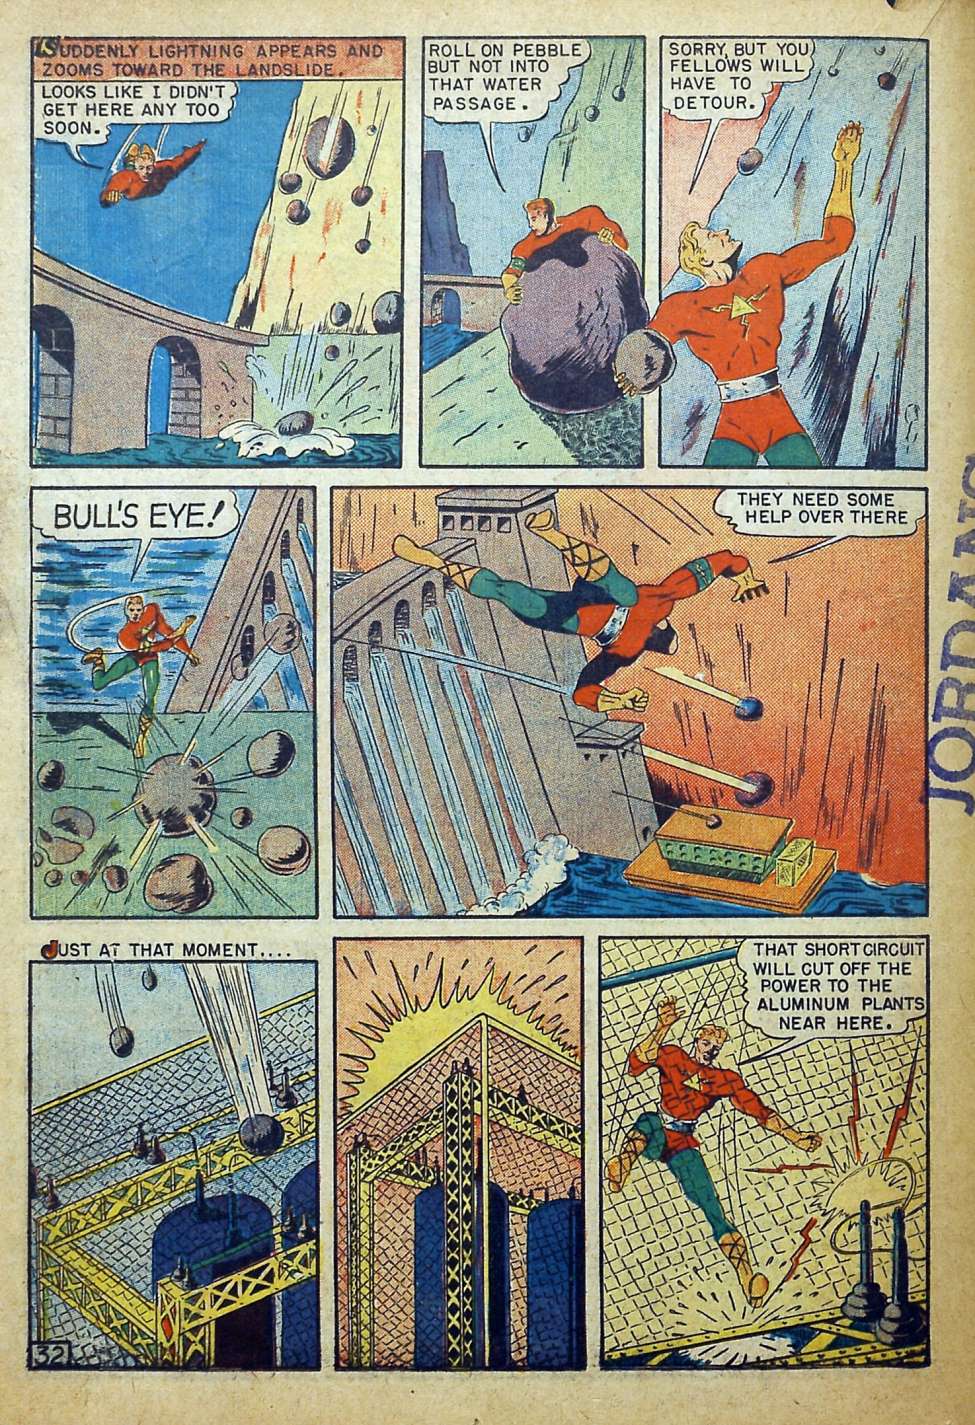 SUDDENLY LIGHTNING APPEARS AND
ZOOMS TOWARD THE LANDSLIDE.
LOOKS LIKE I DIDN'T
GET HERE ANY TOO
SOON.
ROLL ON PEBBLE
BUT NOT INTO
THAT WATER
PASSAGE.
SORRY, BUT YOU
FELLOWS WILL
HAVE TO
DETOUR.
BULL'S EYE!
THEY NEED SOME
HELP OVER THERE
JUST AT THAT MOMENT....
THAT SHORT CIRCUIT
WILL CUT OFF THE
POWER TO THE
ALUMINUM PLANTS
NEAR HERE.
32